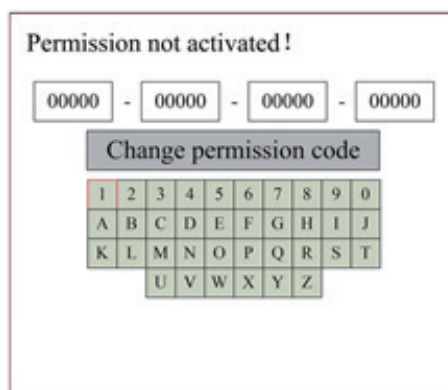 Permission not activated!
00000 - 00000 - 00000 - 00000
Change permission code
1 2 3 4 5 6 7 8 9 0
A B C D E F G H I J
K L M N O P Q R S T
U V W X Y Z